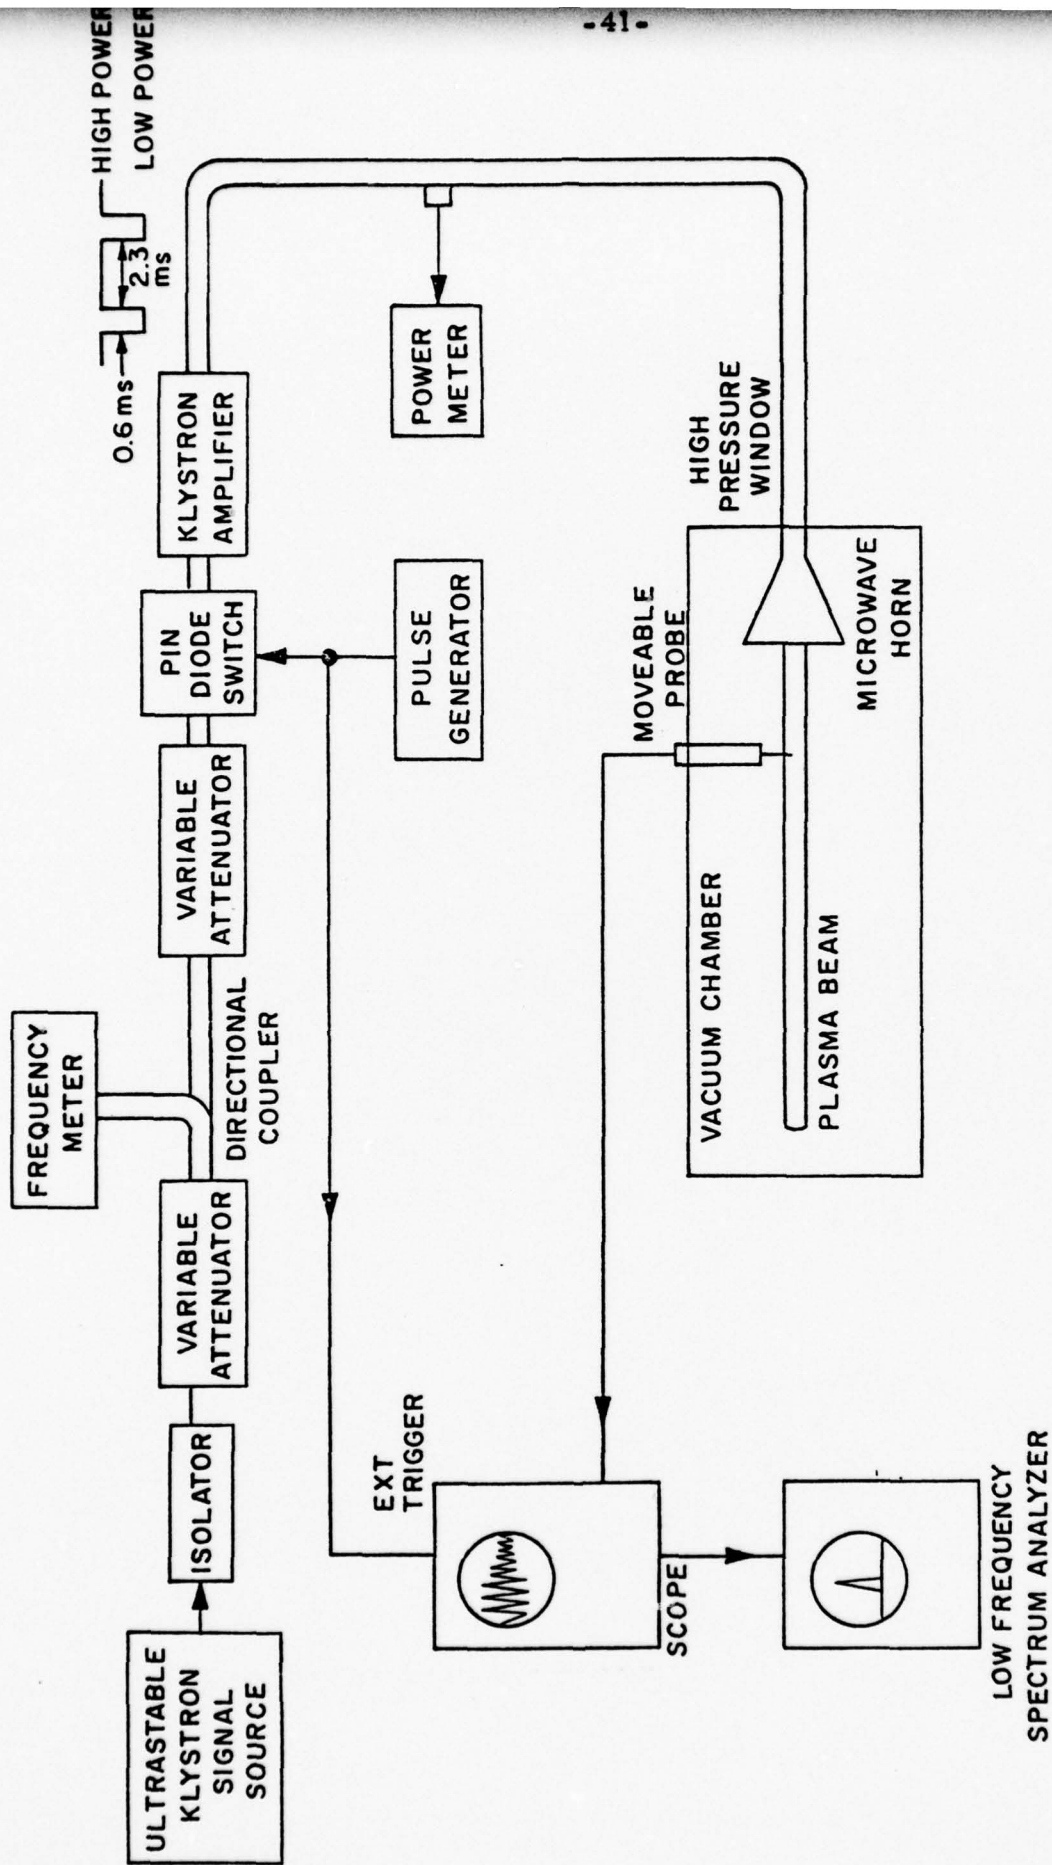 -41-
HIGH POWER
LOW POWER
0.6 ms
2.3
ms
FREQUENCY
METER
ULTRASTABLE
KLYSTRON
SIGNAL
SOURCE
ISOLATOR
VARIABLE
ATTENUATOR
DIRECTIONAL
COUPLER
VARIABLE
ATTENUATOR
PIN
DIODE
SWITCH
KLYSTRON
AMPLIFIER
PULSE
GENERATOR
POWER
METER
EXT
TRIGGER
SCOPE
LOW FREQUENCY
SPECTRUM ANALYZER
MOVEABLE
PROBE
HIGH
PRESSURE
WINDOW
VACUUM CHAMBER
PLASMA BEAM
MICROWAVE
HORN